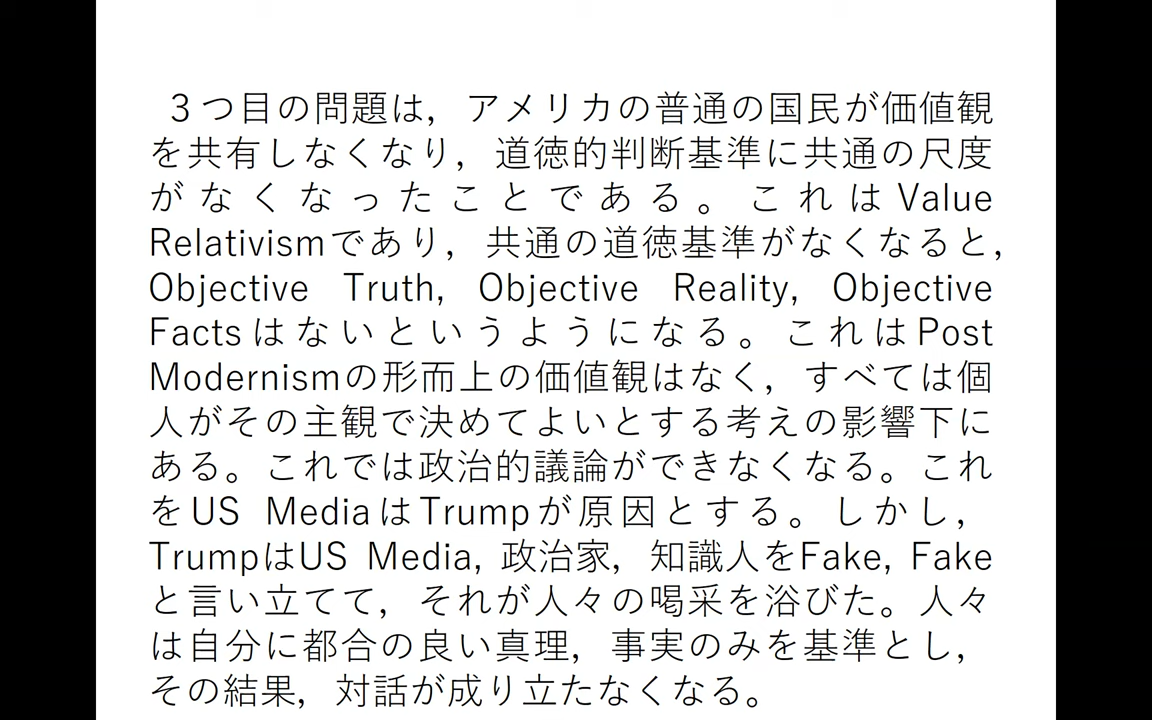 ３つ目の問題は，アメリカの普通の国民が価値観
を共有しなくなり，道徳的判断基準に共通の尺度
がなくなったことである。これはValue
Relativismであり，共通の道徳基準がなくなると，
Objective Truth, Objective Reality, Objective
Factsはないというようになる。これはPost
Modernismの形而上の価値観はなく，すべては個
人がその主観で決めてよいとする考えの影響下に
ある。これでは政治的議論ができなくなる。これ
をUS MediaはTrumpが原因とする。しかし，
TrumpはUS Media, 政治家，知識人をFake, Fake
と言い立てて，それが人々の喝采を浴びた。人々
は自分に都合の良い真理，事実のみを基準とし，
その結果，対話が成り立たなくなる。